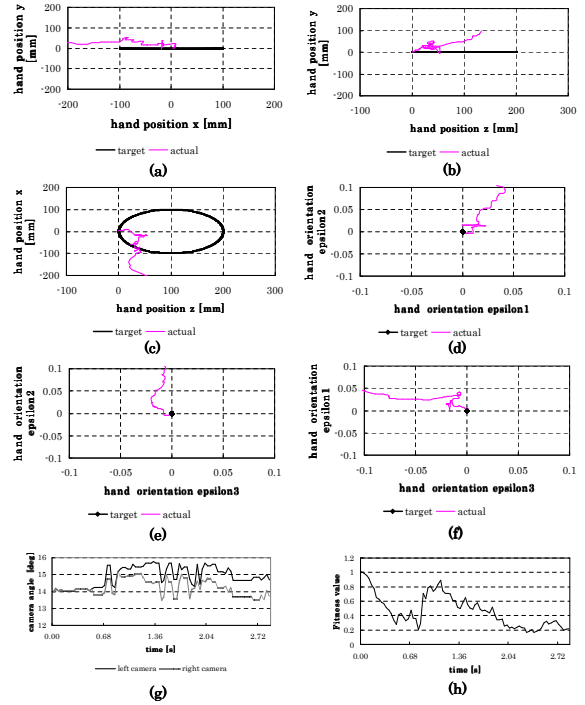 200
100
0
-100
200
-200
-100
0
100
200
hand position y
[mm]
hand position x [mm]
target
actual
(a)
200
100
0
-100
200
-100
0
100
200
300
hand position y
[mm]
hand position z [mm]
target
actual
(b)
200
100
0
-100
-200
-100
0
100
200
300
hand position x
[mm]
hand position z [mm]
target
actual
(c)
0.1
0.05
0
-0.05
-0.1
-0.1
-0.05
0
0.05
0.1
hand orientation
epsilon2
hand orientation epsilon1
target
actual
(d)
0.1
0.05
0
-0.05
-0.1
-0.1
-0.05
0
0.05
0.1
hand orientation
epsilon2
hand orientation epsilon3
target
actual
(e)
0.1
0.05
0
-0.05
-0.1
-0.1
-0.05
0
0.05
0.1
hand orientation
epsilon1
hand orientation epsilon3
target
actual
(f)
16
15
14
13
12
0.00
0.68
1.36
2.04
2.72
camera angle [deg]
time [s]
left camera
right camera
(g)
1.2
1
0.8
0.6
0.4
0.2
0
0.00
0.68
1.36
2.04
2.72
Fitness value
time [s]
(h)